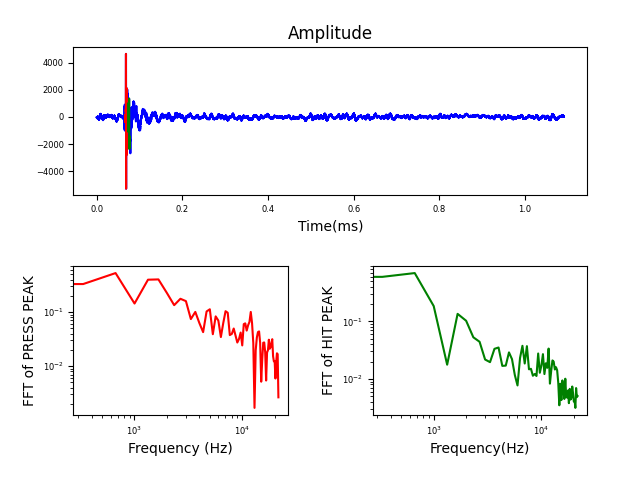 Amplitude
4000
2000
0
−2000
−4000
0.0 0.2 0.4 0.6 0.8 1.0
Time(ms)
FFT of PRESS PEAK
10⁻¹
10⁻²
10³ 10⁴
Frequency (Hz)
FFT of HIT PEAK
10⁻¹
10⁻²
10³ 10⁴
Frequency(Hz)